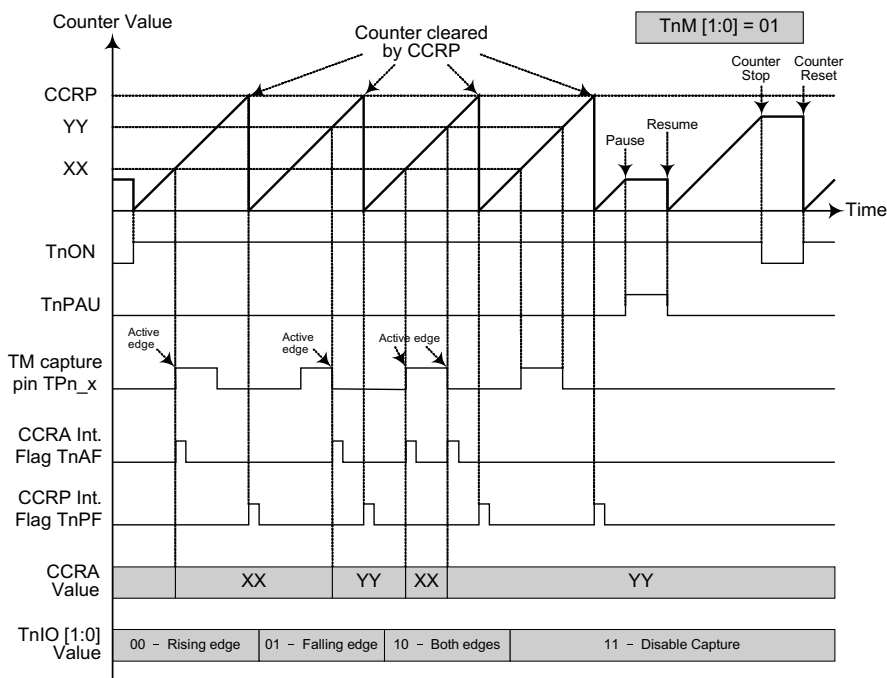 Counter Value
Counter cleared
by CCRP
TnM [1:0] = 01
Counter
Stop
Counter
Reset
CCRP
YY
XX
Pause
Resume
Time
TnON
TnPAU
Active
edge
Active
edge
Active edge
TM capture
pin TPn_x
CCRA Int.
Flag TnAF
CCRP Int.
Flag TnPF
CCRA
Value
XX
YY
XX
YY
TnIO [1:0]
Value
00 – Rising edge
01 – Falling edge
10 – Both edges
11 – Disable Capture